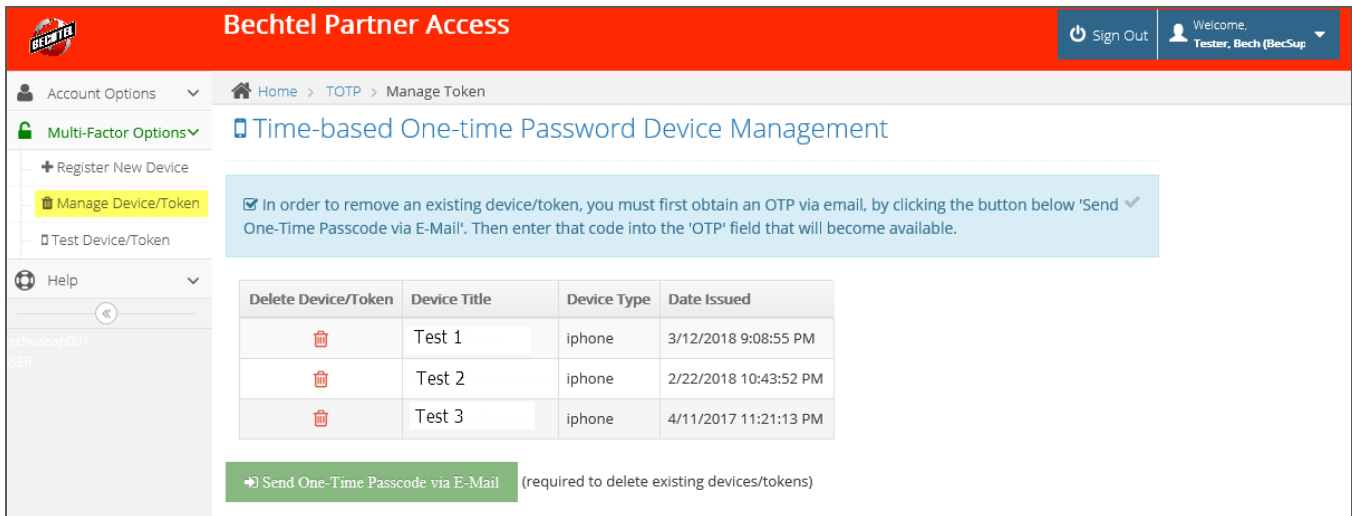 BECHTEL
Bechtel Partner Access
Sign Out
Welcome,
Tester, Bech (BecSup
Account Options
Multi-Factor Options
Register New Device
Manage Device/Token
Test Device/Token
Help
Home > TOTP > Manage Token
Time-based One-time Password Device Management
In order to remove an existing device/token, you must first obtain an OTP via email, by clicking the button below 'Send
One-Time Passcode via E-Mail'. Then enter that code into the 'OTP' field that will become available.
Delete Device/Token Device Title Device Type Date Issued
Test 1 iphone 3/12/2018 9:08:55 PM
Test 2 iphone 2/22/2018 10:43:52 PM
Test 3 iphone 4/11/2017 11:21:13 PM
Send One-Time Passcode via E-Mail (required to delete existing devices/tokens)